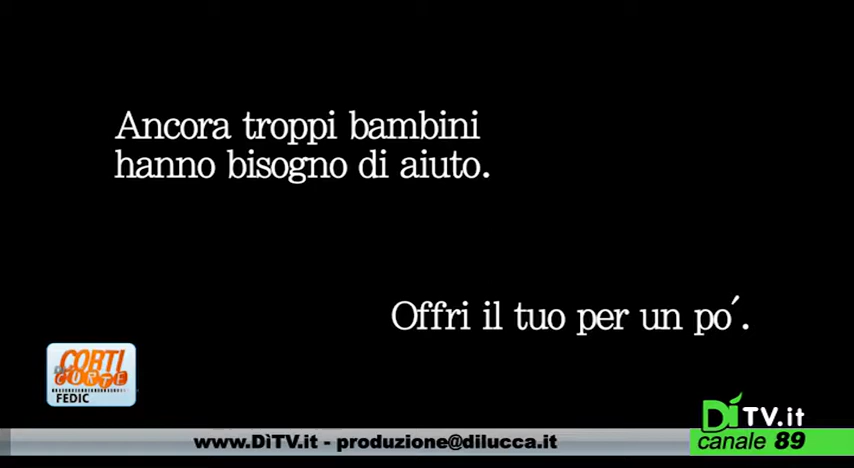 Ancora troppi bambini
hanno bisogno di aiuto.
Offri il tuo per un po´.
CORTI
DI CORTE
FEDIC
DìTV.it
canale 89
www.DìTV.it - produzione@dilucca.it